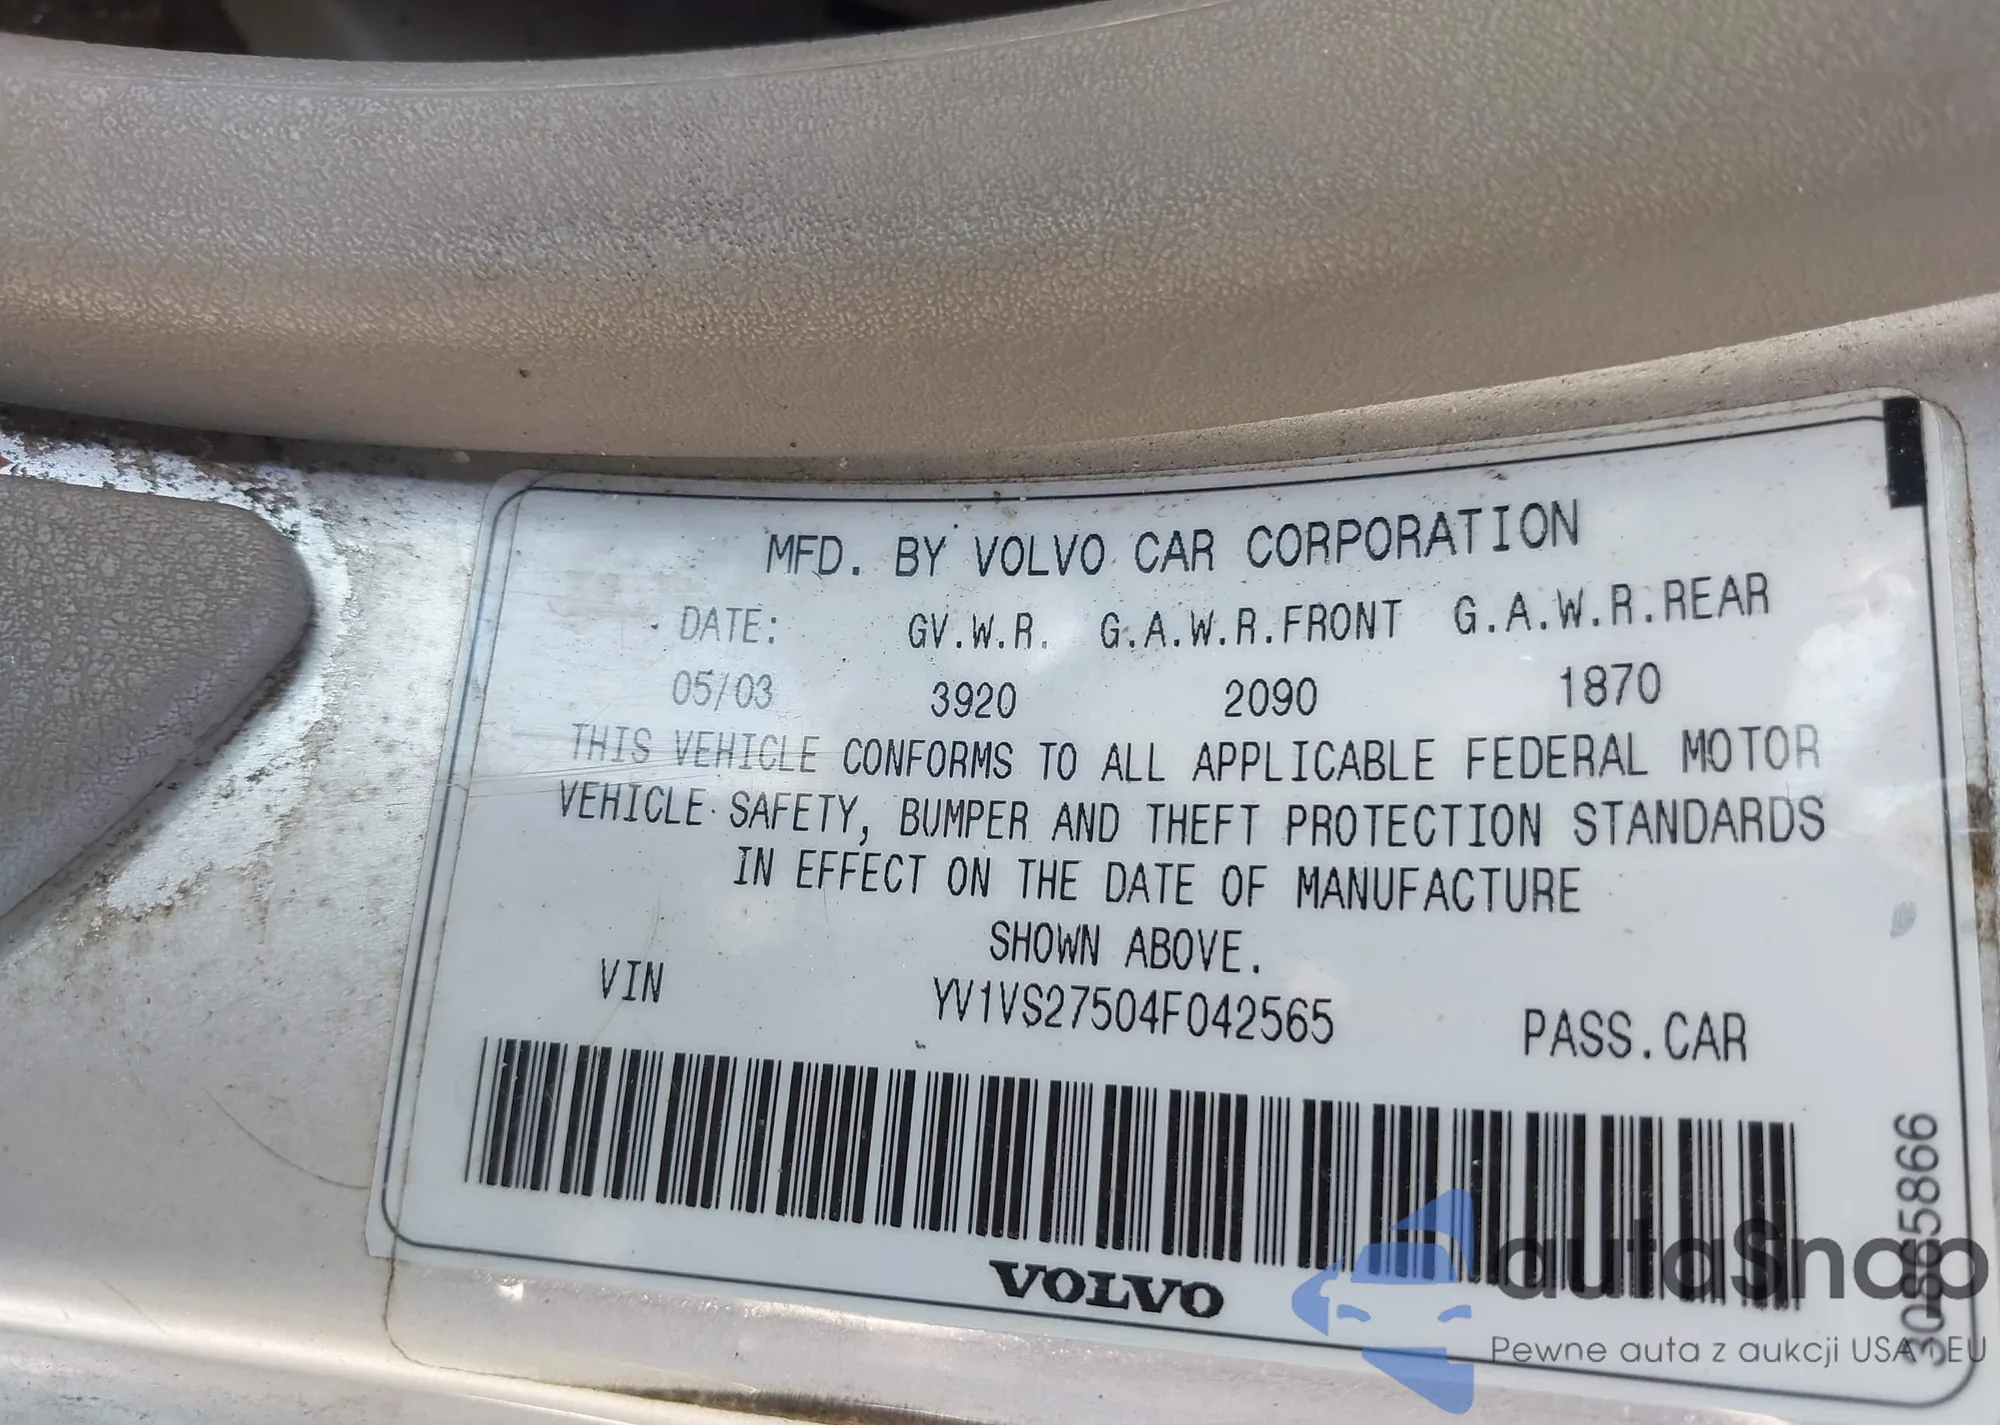 MFD. BY VOLVO CAR CORPORATION
DATE: GV.W.R. G.A.W.R.FRONT G.A.W.R.REAR
05/03 3920 2090 1870
THIS VEHICLE CONFORMS TO ALL APPLICABLE FEDERAL MOTOR
VEHICLE SAFETY, BUMPER AND THEFT PROTECTION STANDARDS
IN EFFECT ON THE DATE OF MANUFACTURE
SHOWN ABOVE.
VIN YV1VS27504F042565 PASS.CAR
VOLVO
30865866
autaSnap
Pewne auta z aukcji USA i EU